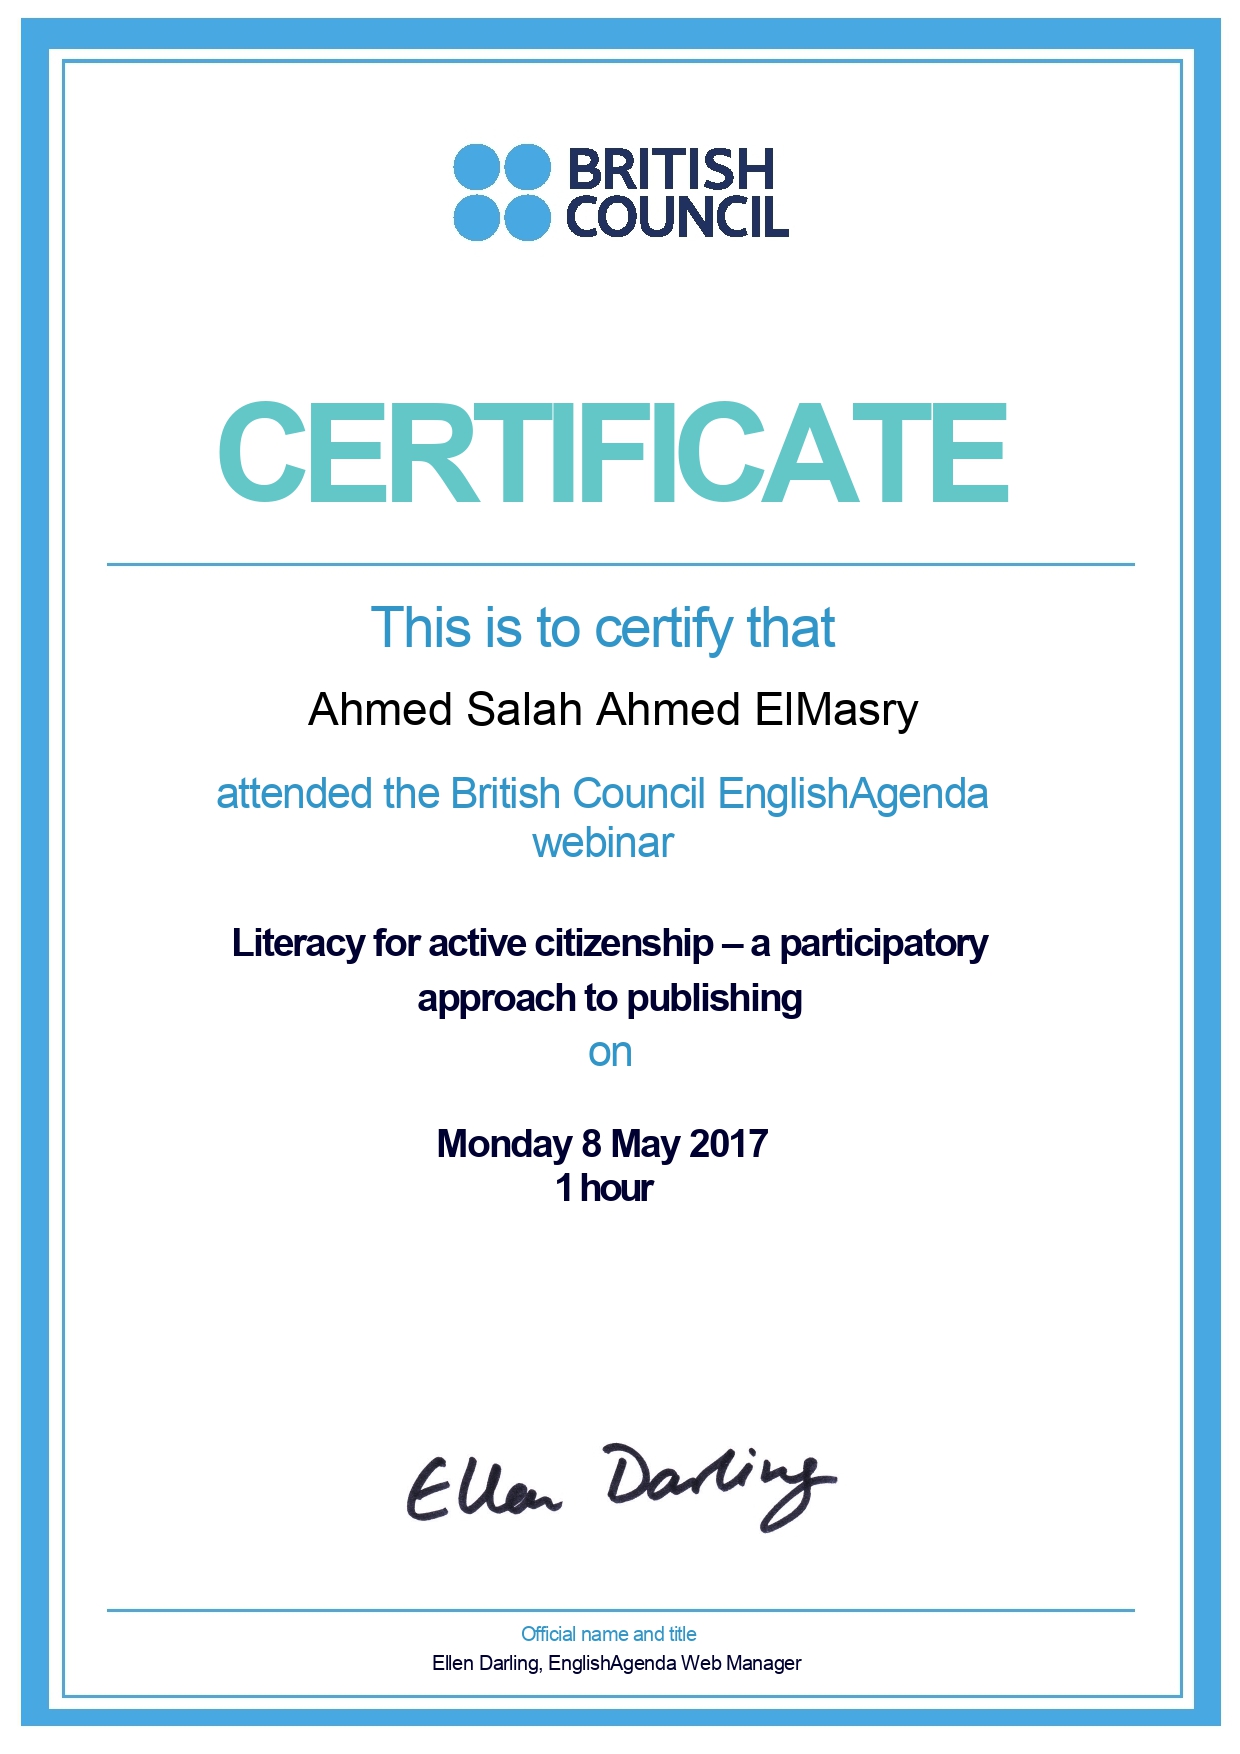 BRITISH
COUNCIL
CERTIFICATE
This is to certify that
Ahmed Salah Ahmed ElMasry
attended the British Council EnglishAgenda
webinar
Literacy for active citizenship – a participatory
approach to publishing
on
Monday 8 May 2017
1 hour
Ellen Darling
Official name and title
Ellen Darling, EnglishAgenda Web Manager